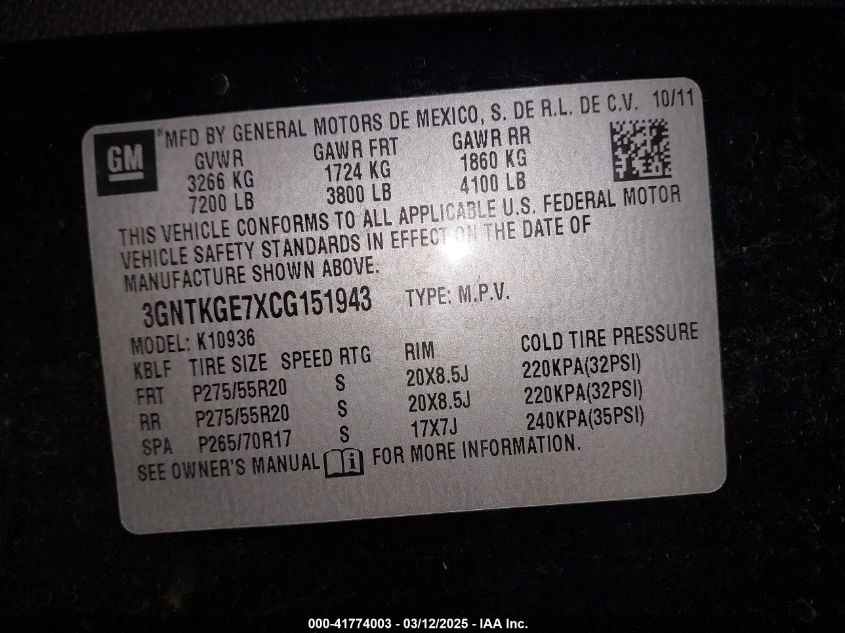 *MFD BY GENERAL MOTORS DE MEXICO, S. DE R.L. DE C.V. 10/11
GM
GVWR GAWR FRT GAWR RR
3266 KG 1724 KG 1860 KG
7200 LB 3800 LB 4100 LB
THIS VEHICLE CONFORMS TO ALL APPLICABLE U.S. FEDERAL MOTOR
VEHICLE SAFETY STANDARDS IN EFFECT ON THE DATE OF
MANUFACTURE SHOWN ABOVE.
3GNTKGE7XCG151943 TYPE: M.P.V.
MODEL: K10936
KBLF TIRE SIZE SPEED RTG RIM COLD TIRE PRESSURE
FRT P275/55R20 S 20X8.5J 220KPA(32PSI)
RR P275/55R20 S 20X8.5J 220KPA(32PSI)
SPA P265/70R17 S 17X7J 240KPA(35PSI)
SEE OWNER'S MANUAL i FOR MORE INFORMATION.
000-41774003 - 03/12/2025 - IAA Inc.